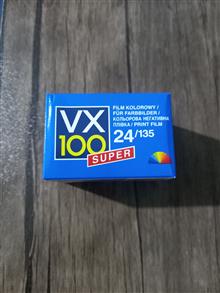 VX
100
SUPER
FILM KOLOROWY /
FÜR FARBBILDER /
КОЛЬОРОВА НЕГАТИВНА
ПЛІВКА / PRINT FILM
24/135